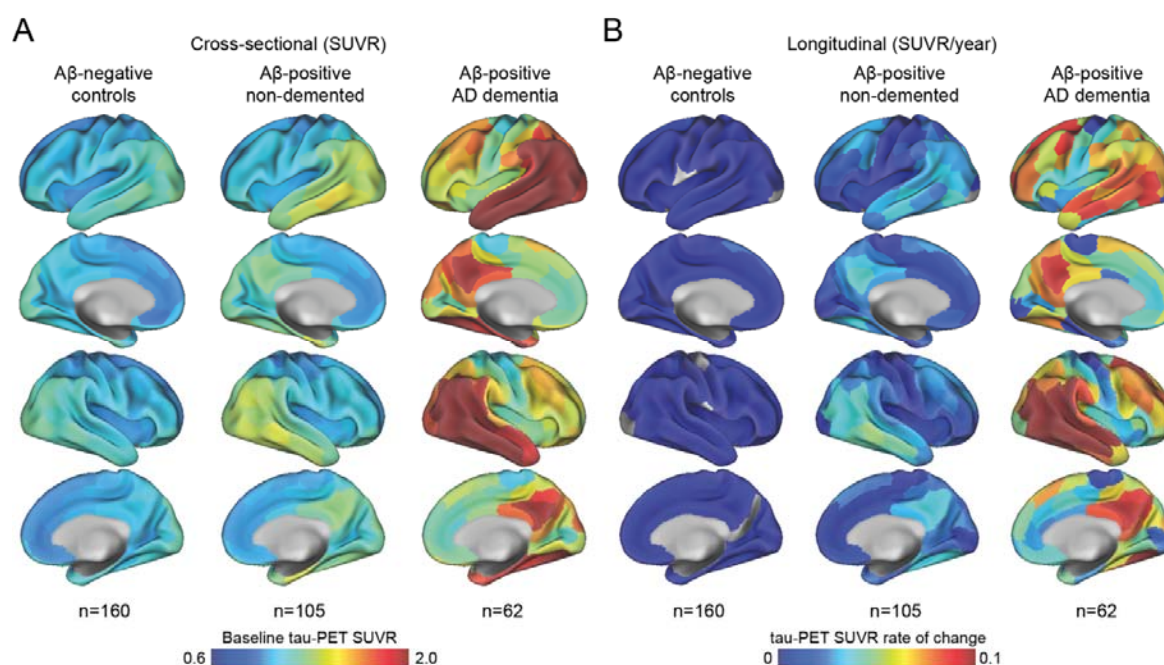 A
Cross-sectional (SUVR)
Aβ-negative
controls
Aβ-positive
non-demented
Aβ-positive
AD dementia
n=160
n=105
n=62
Baseline tau-PET SUVR
0.6
2.0
B
Longitudinal (SUVR/year)
Aβ-negative
controls
Aβ-positive
non-demented
Aβ-positive
AD dementia
n=160
n=105
n=62
tau-PET SUVR rate of change
0
0.1